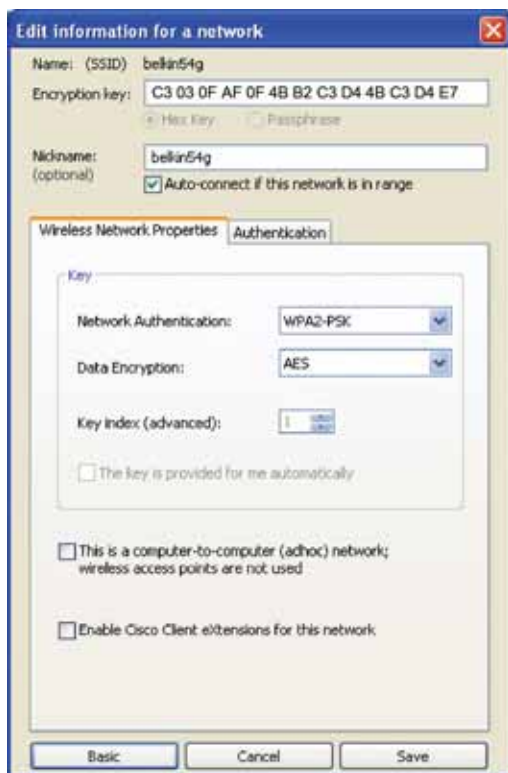 Edit information for a network
Name: (SSID) belkin54g
Encryption key: C3 03 0F AF 0F 4B B2 C3 D4 4B C3 D4 E7
Hex Key Passphrase
Nickname: belkin54g
(optional)
Auto-connect if this network is in range
Wireless Network Properties Authentication
Key
Network Authentication: WPA2-PSK
Data Encryption: AES
Key index (advanced): 1
The key is provided for me automatically
This is a computer-to-computer (adhoc) network;
wireless access points are not used
Enable Cisco Client eXtensions for this network
Basic Cancel Save